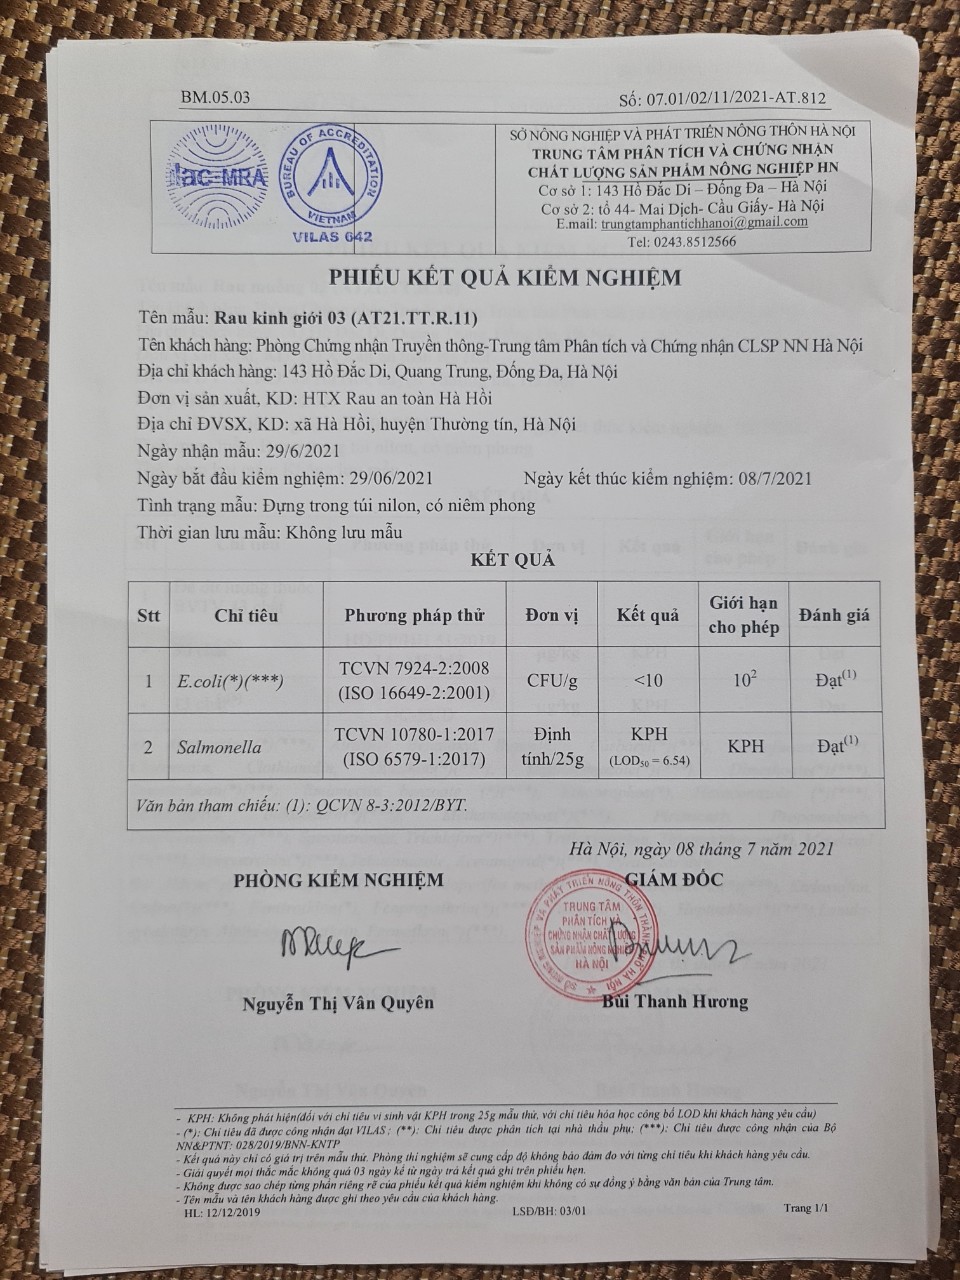 BM.05.03
Số: 07.01/02/11/2021-AT.812
ilac-MRA
BUREAU OF ACCREDITATION
VIETNAM
VILAS 642
SỞ NÔNG NGHIỆP VÀ PHÁT TRIỂN NÔNG THÔN HÀ NỘI
TRUNG TÂM PHÂN TÍCH VÀ CHỨNG NHẬN
CHẤT LƯỢNG SẢN PHẨM NÔNG NGHIỆP HN
Cơ sở 1: 143 Hồ Đắc Di – Đống Đa – Hà Nội
Cơ sở 2: tổ 44- Mai Dịch- Cầu Giấy- Hà Nội
E.mail: trungtamphantichhanoi@gmail.com
Tel: 0243.8512566
PHIẾU KẾT QUẢ KIỂM NGHIỆM
Tên mẫu: Rau kinh giới 03 (AT21.TT.R.11)
Tên khách hàng: Phòng Chứng nhận Truyền thông-Trung tâm Phân tích và Chứng nhận CLSP NN Hà Nội
Địa chỉ khách hàng: 143 Hồ Đắc Di, Quang Trung, Đống Đa, Hà Nội
Đơn vị sản xuất, KD: HTX Rau an toàn Hà Hồi
Địa chỉ ĐVSX, KD: xã Hà Hồi, huyện Thường tín, Hà Nội
Ngày nhận mẫu: 29/6/2021
Ngày bắt đầu kiểm nghiệm: 29/06/2021 Ngày kết thúc kiểm nghiệm: 08/7/2021
Tình trạng mẫu: Đựng trong túi nilon, có niêm phong
Thời gian lưu mẫu: Không lưu mẫu
KẾT QUẢ
Stt Chỉ tiêu Phương pháp thử Đơn vị Kết quả Giới hạn cho phép Đánh giá
1 E.coli(*)(***) TCVN 7924-2:2008 (ISO 16649-2:2001) CFU/g <10 10² Đạt⁽¹⁾
2 Salmonella TCVN 10780-1:2017 (ISO 6579-1:2017) Định tính/25g KPH (LOD₅₀ = 6.54) KPH Đạt⁽¹⁾
Văn bản tham chiếu: (1): QCVN 8-3:2012/BYT.
Hà Nội, ngày 08 tháng 7 năm 2021
PHÒNG KIỂM NGHIỆM
GIÁM ĐỐC
SỞ NÔNG NGHIỆP VÀ PHÁT TRIỂN NÔNG THÔN THÀNH PHỐ HÀ NỘI
TRUNG TÂM
PHÂN TÍCH VÀ
CHỨNG NHẬN CHẤT LƯỢNG
SẢN PHẨM NÔNG NGHIỆP
HÀ NỘI
Nguyễn Thị Vân Quyên
Bùi Thanh Hương
- KPH: Không phát hiện(đối với chỉ tiêu vi sinh vật KPH trong 25g mẫu thử, với chỉ tiêu hóa học công bố LOD khi khách hàng yêu cầu)
- (*): Chỉ tiêu đã được công nhận đạt VILAS; (**): Chỉ tiêu được phân tích tại nhà thầu phụ; (***): Chỉ tiêu được công nhận của Bộ
NN&PTNT: 028/2019/BNN-KNTP
- Kết quả này chỉ có giá trị trên mẫu thử. Phòng thí nghiệm sẽ cung cấp độ không bảo đảm đo với từng chỉ tiêu khi khách hàng yêu cầu.
- Giải quyết mọi thắc mắc không quá 03 ngày kể từ ngày trả kết quả ghi trên phiếu hẹn.
- Không được sao chép từng phần riêng rẽ của phiếu kết quả kiểm nghiệm khi không có sự đồng ý bằng văn bản của Trung tâm.
- Tên mẫu và tên khách hàng được ghi theo yêu cầu của khách hàng.
HL: 12/12/2019 LSĐ/BH: 03/01 Trang 1/1